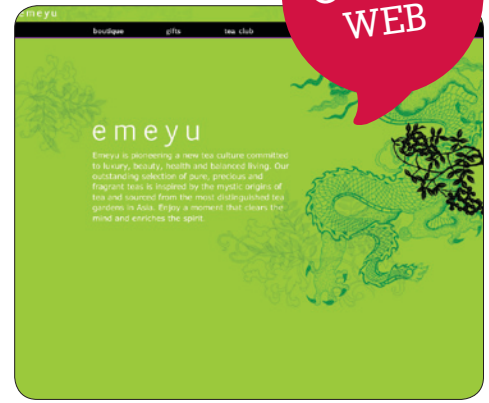 emeyu
WEB
boutique gifts tea club
emeyu
Emeyu is pioneering a new tea culture committed
to luxury, beauty, health and balanced living. Our
outstanding selection of pure, precious and
fragrant teas is inspired by the mystic origins of
tea and sourced from the most distinguished tea
gardens in Asia. Enjoy a moment that clears the
mind and enriches the spirit.